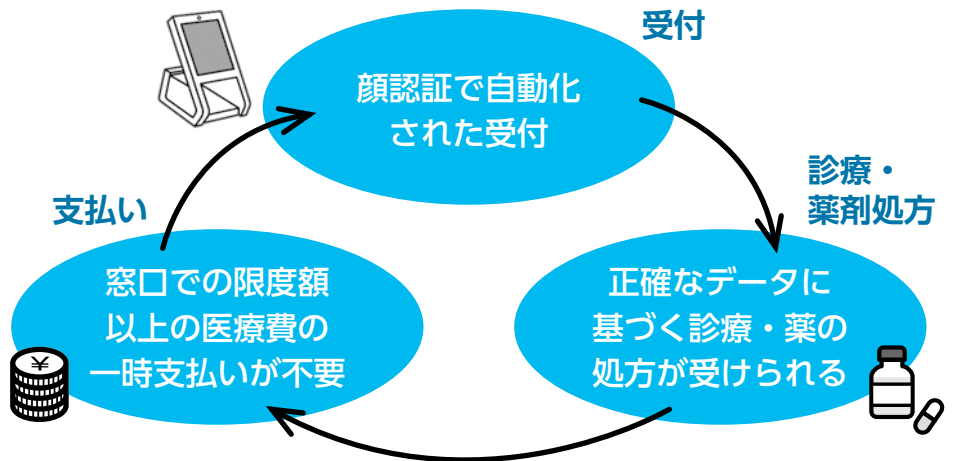 受付
顔認証で自動化
された受付
診療・
薬剤処方
正確なデータに
基づく診療・薬の
処方が受けられる
支払い
窓口での限度額
以上の医療費の
一時支払いが不要
¥